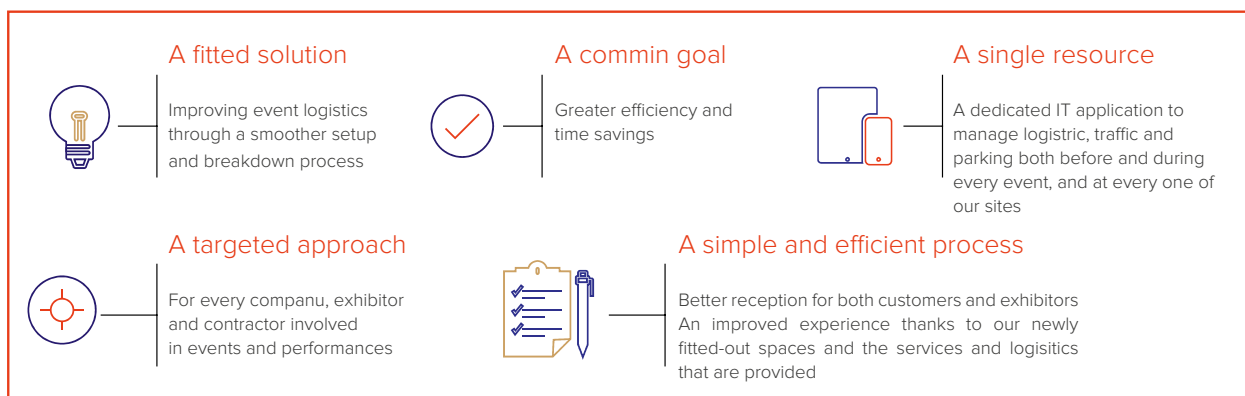 A fitted solution
Improving event logistics
through a smoother setup
and breakdown process
A commin goal
Greater efficiency and
time savings
A single resource
A dedicated IT application to
manage logistric, traffic and
parking both before and during
every event, and at every one of
our sites
A targeted approach
For every companu, exhibitor
and contractor involved
in events and performances
A simple and efficient process
Better reception for both customers and exhibitors
An improved experience thanks to our newly
fitted-out spaces and the services and logisitics
that are provided